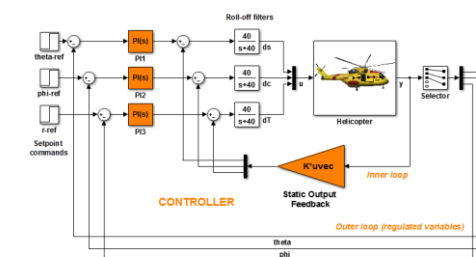 Roll-off filters
theta-ref
PI(s)
PI1
40
s+40
ds
phi-ref
PI(s)
PI2
40
s+40
dc
u
Helicopter
y
Selector
r-ref
PI(s)
PI3
40
s+40
dT
Setpoint
commands
K*uvec
Inner loop
CONTROLLER
Static Output
Feedback
Outer loop (regulated variables)
theta
phi